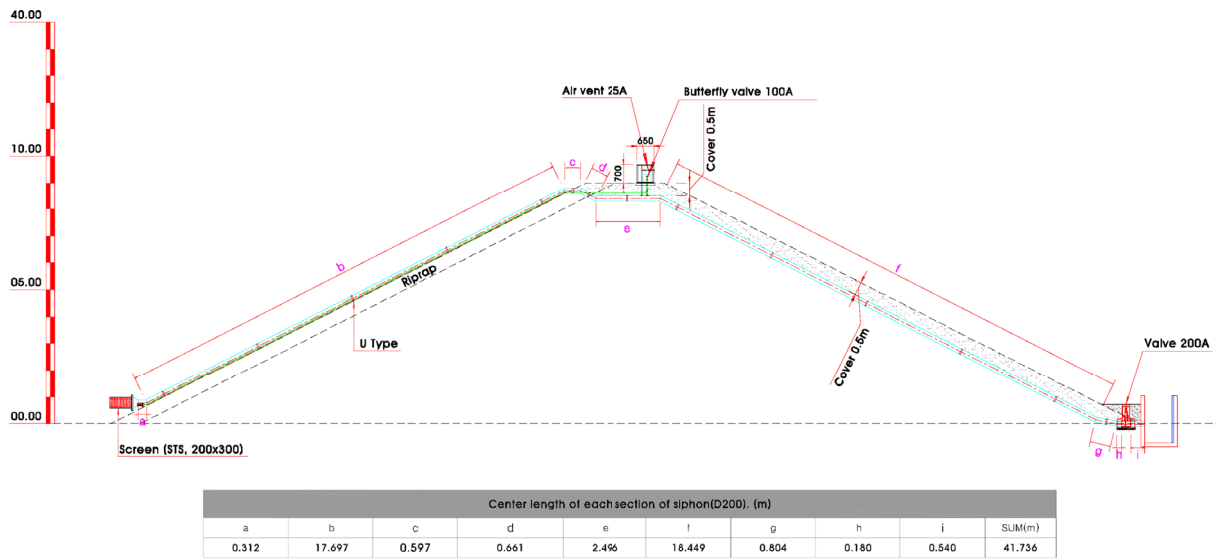 40.00
Air vent 25A
Butterfly valve 100A
650
Cover 0.5m
10.00
c
d
700
e
b
f
Riprap
05.00
U Type
Cover 0.5m
Valve 200A
00.00
a
g
h
i
Screen (STS, 200x300)
Center length of each section of siphon(D200). (m)
a b c d e f g h i SUM(m)
0.312 17.697 0.597 0.661 2.496 18.449 0.804 0.180 0.540 41.736